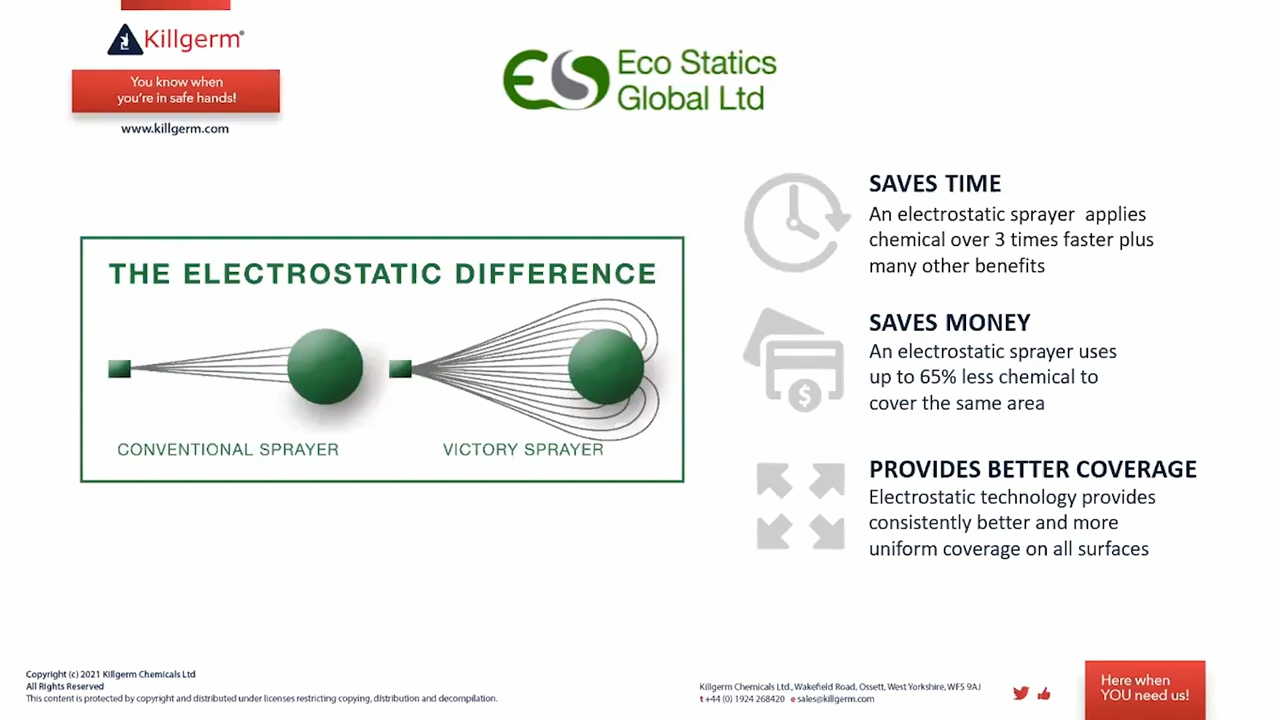 Killgerm®
You know when
you're in safe hands!
www.killgerm.com
ES
Eco Statics
Global Ltd
THE ELECTROSTATIC DIFFERENCE
CONVENTIONAL SPRAYER
VICTORY SPRAYER
SAVES TIME
An electrostatic sprayer applies
chemical over 3 times faster plus
many other benefits
SAVES MONEY
An electrostatic sprayer uses
up to 65% less chemical to
cover the same area
$
PROVIDES BETTER COVERAGE
Electrostatic technology provides
consistently better and more
uniform coverage on all surfaces
Copyright (c) 2021 Killgerm Chemicals Ltd
All Rights Reserved
This content is protected by copyright and distributed under licenses restricting copying, distribution and decompilation.
Killgerm Chemicals Ltd., Wakefield Road, Ossett, West Yorkshire, WF5 9AJ
t +44 (0) 1924 268420 e sales@killgerm.com
Here when
YOU need us!